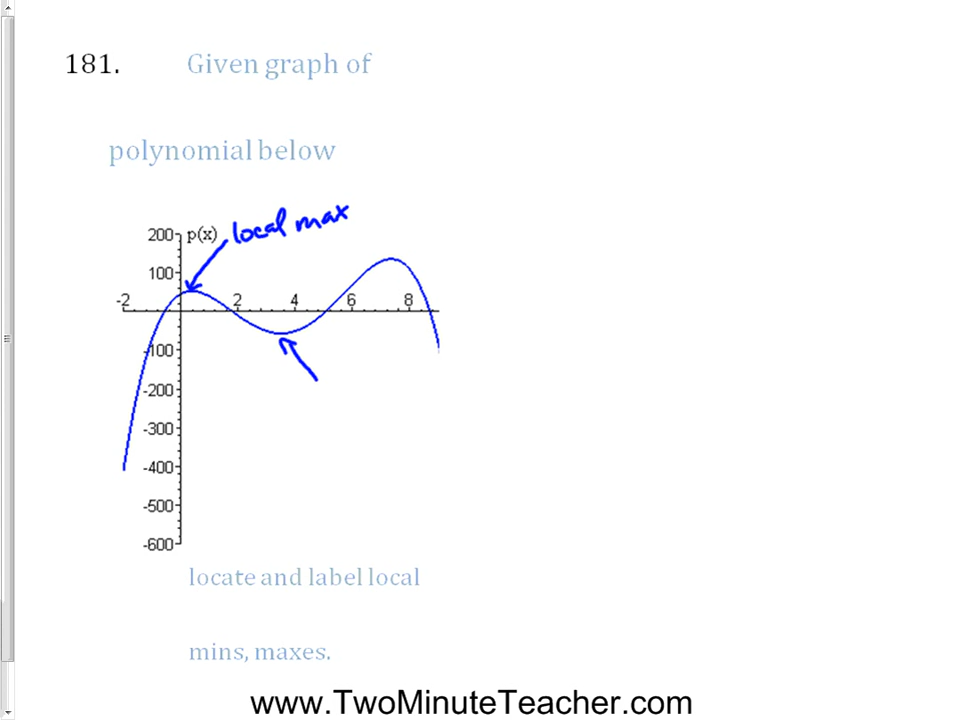 181. Given graph of
polynomial below
local max
200 p(x)
100
-2 2 4 6 8
-100
-200
-300
-400
-500
-600
locate and label local
mins, maxes.
www.TwoMinuteTeacher.com